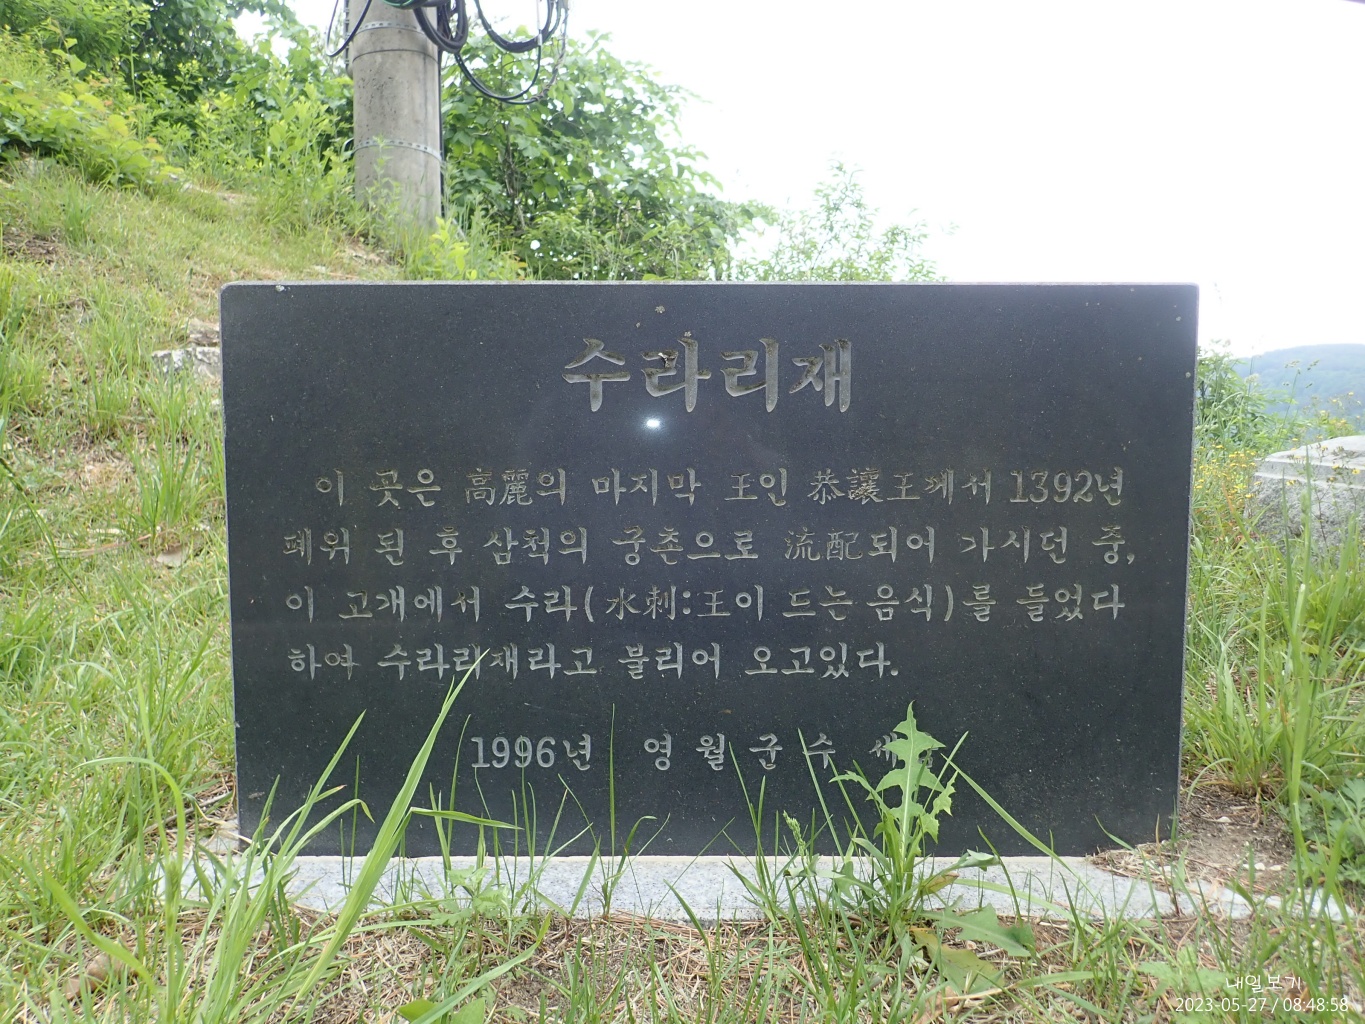 수라리재
이 곳은 高麗의 마지막 王인 恭讓王께서 1392년
폐위 된 후 삼척의 궁촌으로 流配되어 가시던 중,
이 고개에서 수라(水刺:王이 드는 음식)를 들었다
하여 수라리재라고 불리어 오고있다.
1996년 영월군수
내일보기
2023-05-27 / 08:48:58